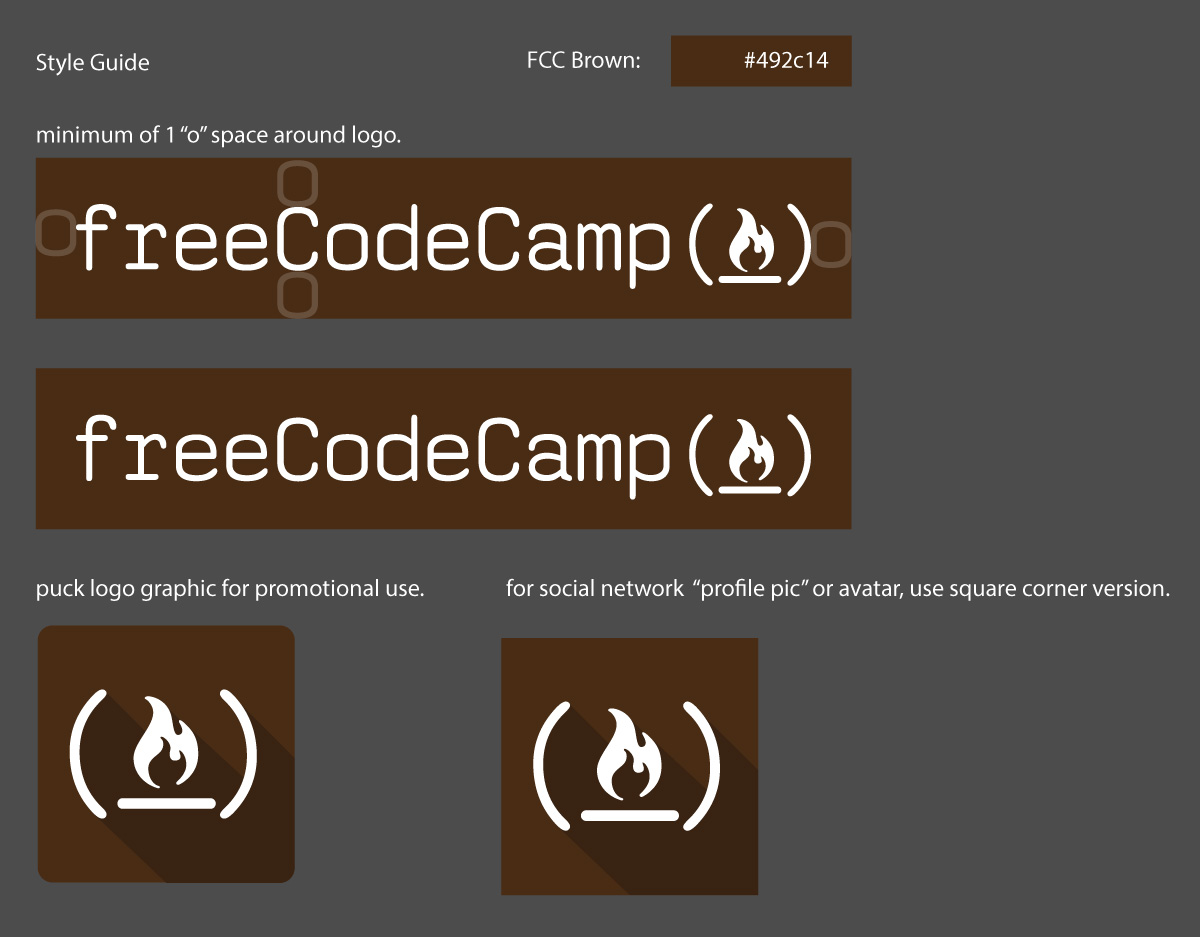 Style Guide
FCC Brown: #492c14
minimum of 1 “o” space around logo.
freeCodeCamp( )
freeCodeCamp( )
puck logo graphic for promotional use.
for social network “profile pic” or avatar, use square corner version.